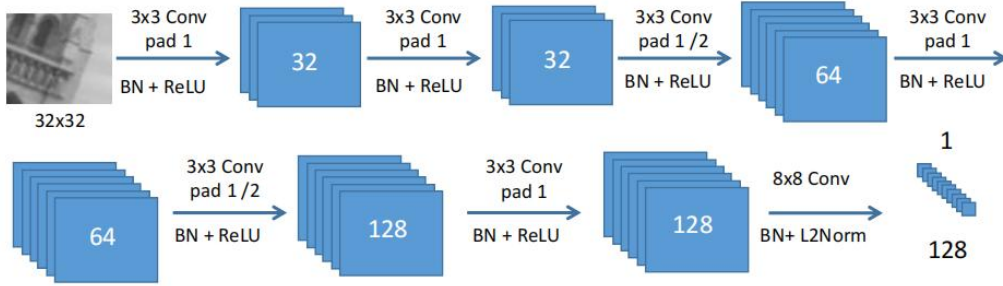 3x3 Conv 3x3 Conv 3x3 Conv 3x3 Conv
pad 1 pad 1 pad 1 /2 pad 1
32 32 64
BN + ReLU BN + ReLU BN + ReLU BN + ReLU
32x32
1
3x3 Conv 3x3 Conv 8x8 Conv
pad 1 /2 pad 1
64 128 128
BN + ReLU BN + ReLU BN+ L2Norm
128